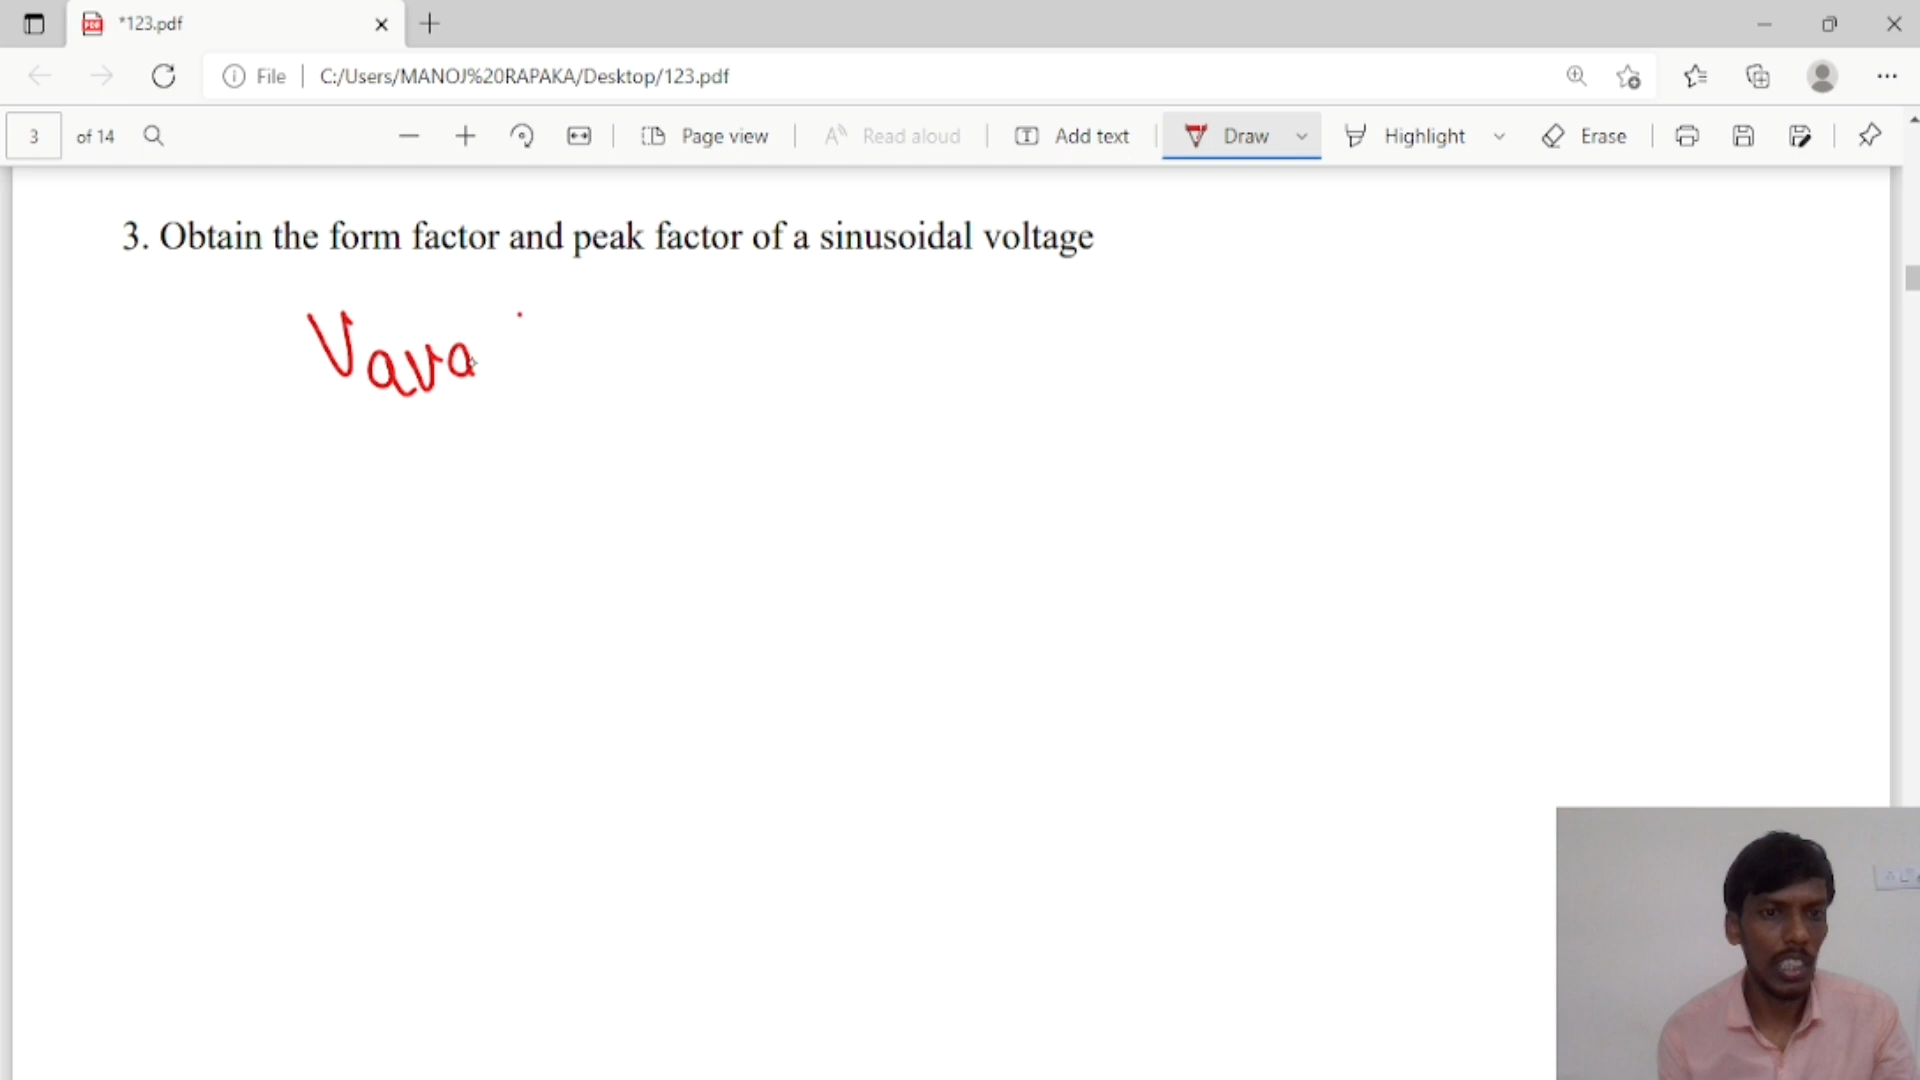 *123.pdf
File C:/Users/MANOJ%20RAPAKA/Desktop/123.pdf
3 of 14 Page view Read aloud Add text Draw Highlight Erase
3. Obtain the form factor and peak factor of a sinusoidal voltage
Vava